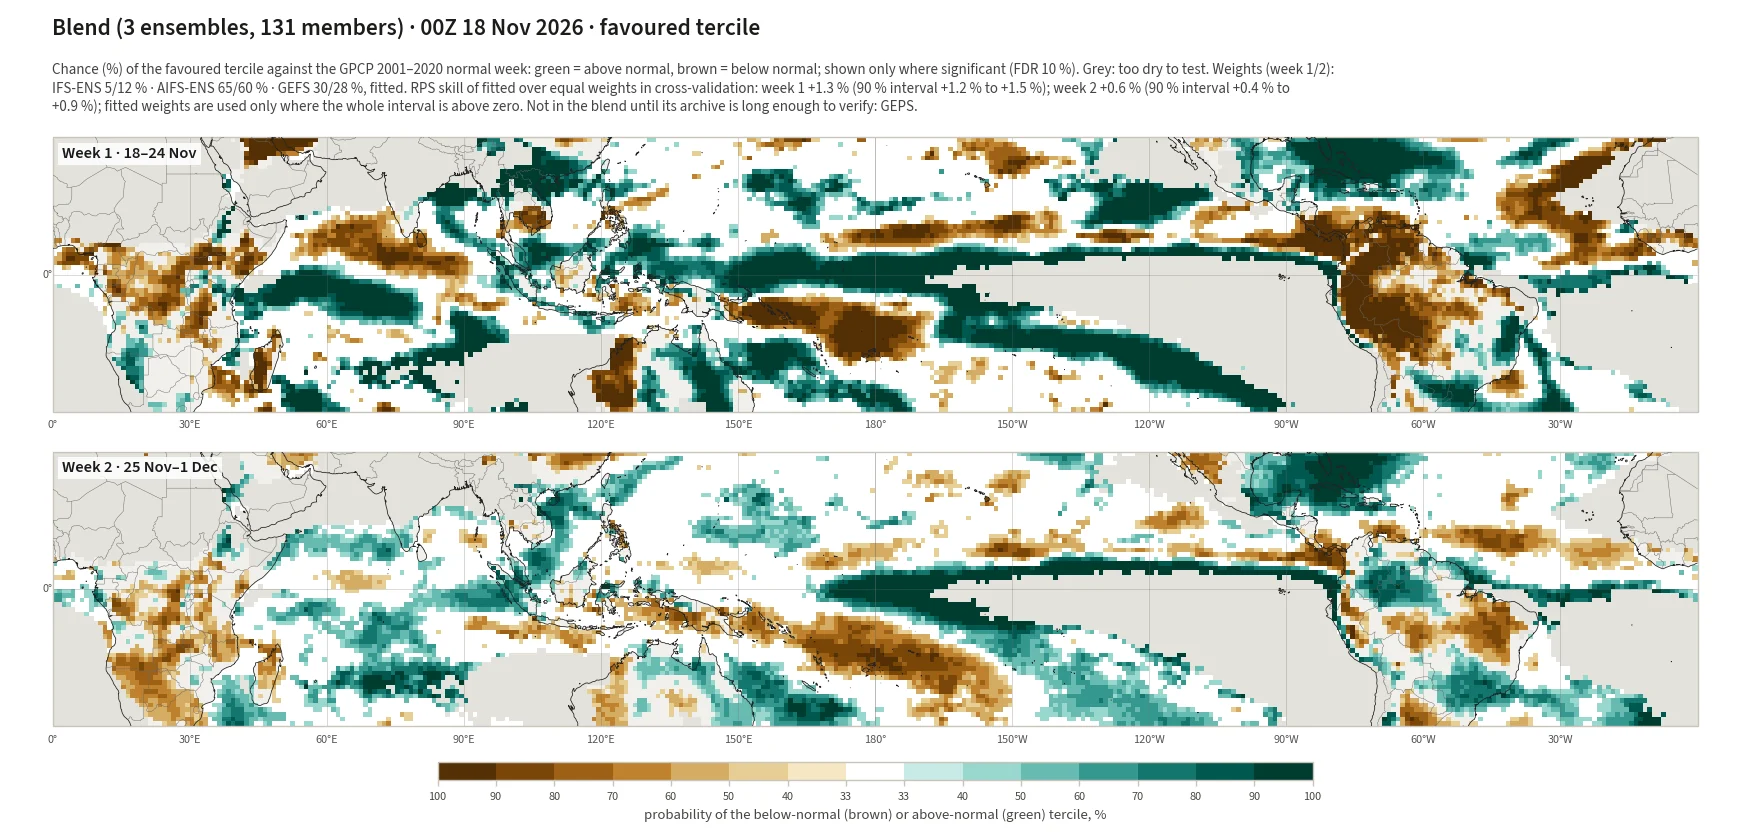 Blend (3 ensembles, 131 members) · 00Z 18 Nov 2026 · favoured tercile
Chance (%) of the favoured tercile against the GPCP 2001–2020 normal week: green = above normal, brown = below normal; shown only where significant (FDR 10 %). Grey: too dry to test. Weights (week 1/2):
IFS-ENS 5/12 % · AIFS-ENS 65/60 % · GEFS 30/28 %, fitted. RPS skill of fitted over equal weights in cross-validation: week 1 +1.3 % (90 % interval +1.2 % to +1.5 %); week 2 +0.6 % (90 % interval +0.4 % to
+0.9 %); fitted weights are used only where the whole interval is above zero. Not in the blend until its archive is long enough to verify: GEPS.
Week 1 · 18–24 Nov
0°
0° 30°E 60°E 90°E 120°E 150°E 180° 150°W 120°W 90°W 60°W 30°W
Week 2 · 25 Nov–1 Dec
0°
0° 30°E 60°E 90°E 120°E 150°E 180° 150°W 120°W 90°W 60°W 30°W
100 90 80 70 60 50 40 33 33 40 50 60 70 80 90 100
probability of the below-normal (brown) or above-normal (green) tercile, %